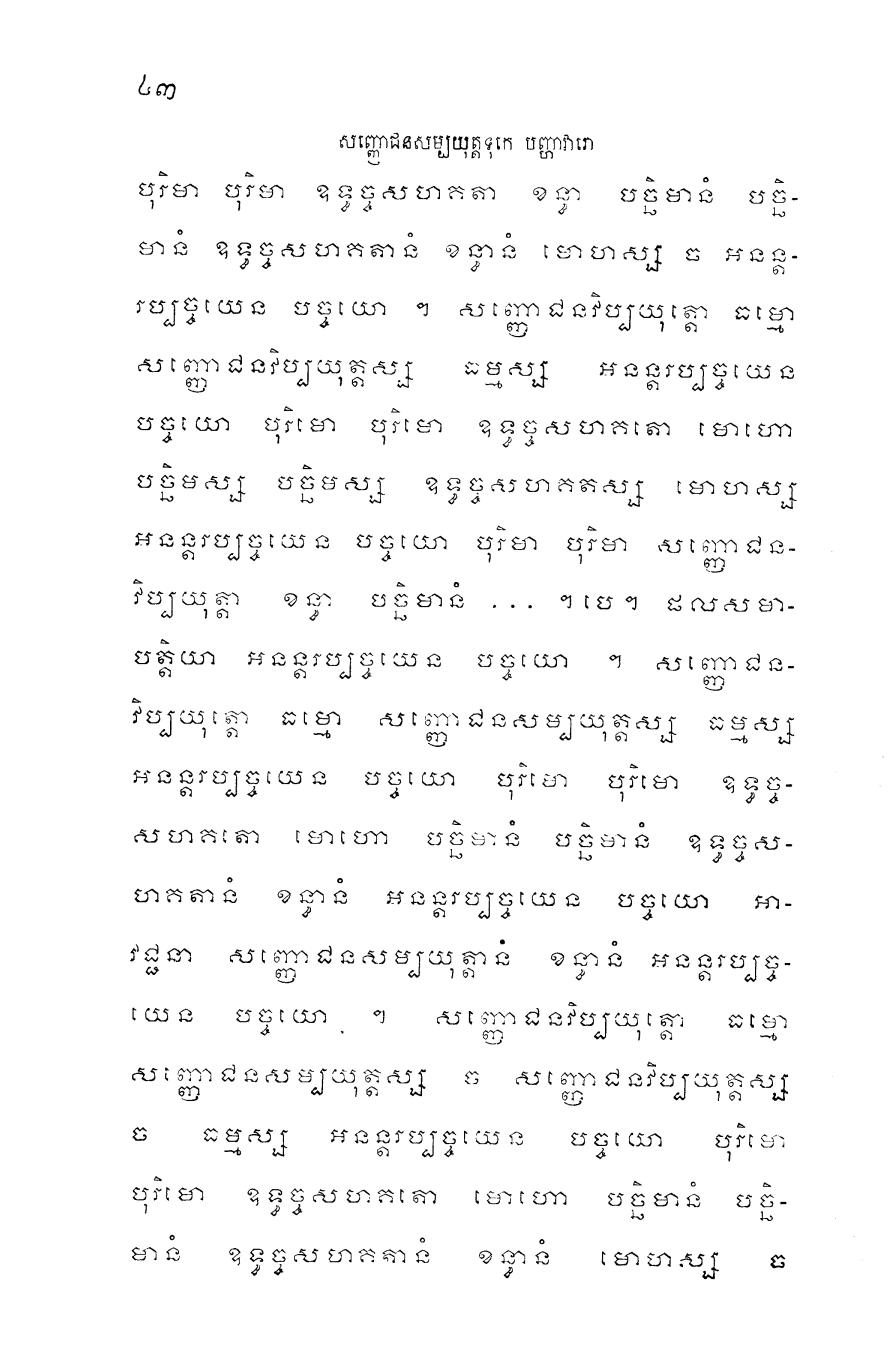 ៤៣
សញ្ញោជនសម្បយុត្តទុកេ បញ្ហាវារោ
បុរិមា បុរិមា ឧទ្ធច្ចសហគតា ខន្ធា បច្ឆិមានំ បច្ឆិ-
មានំ ឧទ្ធច្ចសហគតានំ ខន្ធានំ មោហស្ស ច អនន្ត-
រប្បច្ចយេន បច្ចយោ ។ សញ្ញោជនវិប្បយុត្តោ ធម្មោ
សញ្ញោជនវិប្បយុត្តស្ស ធម្មស្ស អនន្តរប្បច្ចយេន
បច្ចយោ បុរិមោ បុរិមោ ឧទ្ធច្ចសហគតោ មោហោ
បច្ឆិមស្ស បច្ឆិមស្ស ឧទ្ធច្ចសហគតស្ស មោហស្ស
អនន្តរប្បច្ចយេន បច្ចយោ បុរិមា បុរិមា សញ្ញោជន-
វិប្បយុត្តា ខន្ធា បច្ឆិមានំ ... ។បេ។ ផលសមា-
បត្តិយា អនន្តរប្បច្ចយេន បច្ចយោ ។ សញ្ញោជន-
វិប្បយុត្តោ ធម្មោ សញ្ញោជនសម្បយុត្តស្ស ធម្មស្ស
អនន្តរប្បច្ចយេន បច្ចយោ បុរិមោ បុរិមោ ឧទ្ធច្ច-
សហគតោ មោហោ បច្ឆិមានំ បច្ឆិមានំ ឧទ្ធច្ចស-
ហគតានំ ខន្ធានំ អនន្តរប្បច្ចយេន បច្ចយោ អា-
វជ្ជនា សញ្ញោជនសម្បយុត្តានំ ខន្ធានំ អនន្តរប្បច្ច-
យេន បច្ចយោ ។ សញ្ញោជនវិប្បយុត្តោ ធម្មោ
សញ្ញោជនសម្បយុត្តស្ស ច សញ្ញោជនវិប្បយុត្តស្ស
ច ធម្មស្ស អនន្តរប្បច្ចយេន បច្ចយោ បុរិមោ
បុរិមោ ឧទ្ធច្ចសហគតោ មោហោ បច្ឆិមានំ បច្ឆិ-
មានំ ឧទ្ធច្ចសហគតានំ ខន្ធានំ មោហស្ស ច